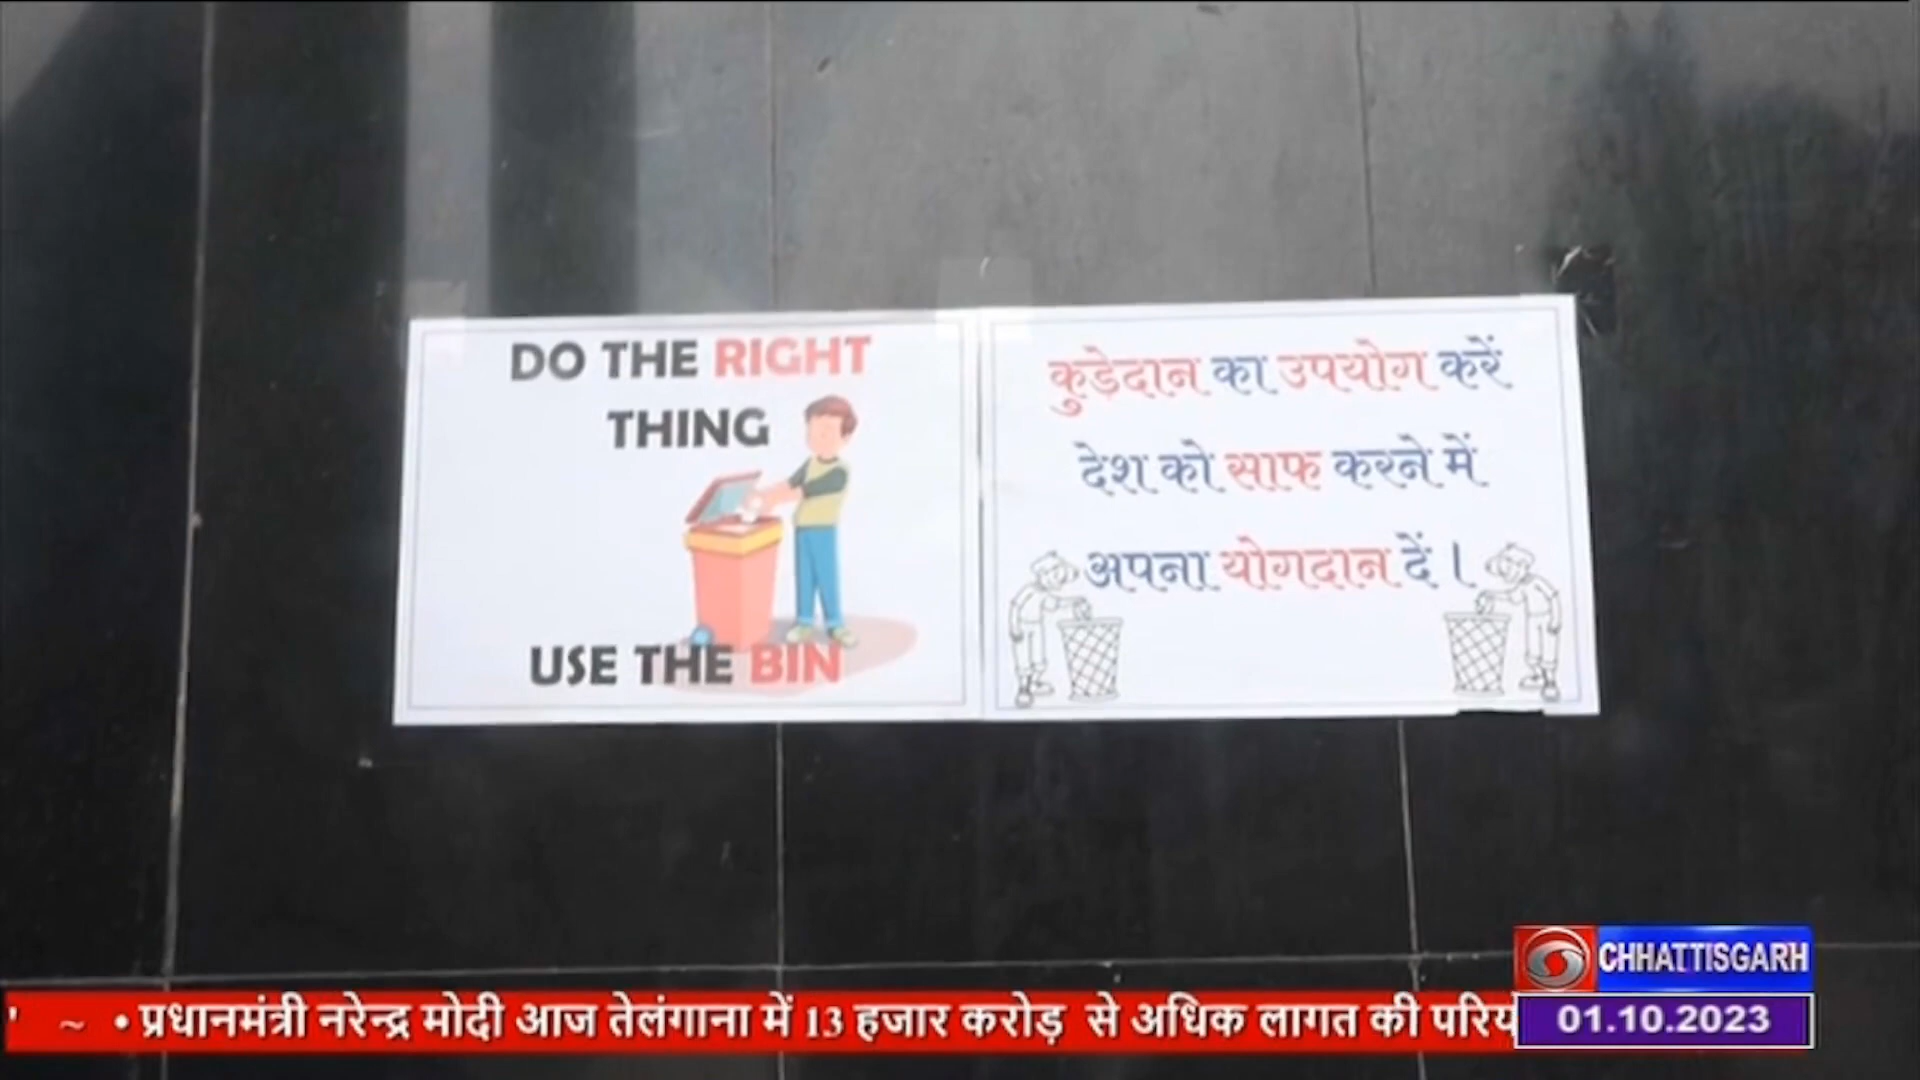 DO THE RIGHT
THING
USE THE BIN
कुडेदान का उपयोग करें
देश को साफ करने में
अपना योगदान दें ।
CHHATTISGARH
' ~ • प्रधानमंत्री नरेन्द्र मोदी आज तेलंगाना में 13 हजार करोड़ से अधिक लागत की
01.10.2023